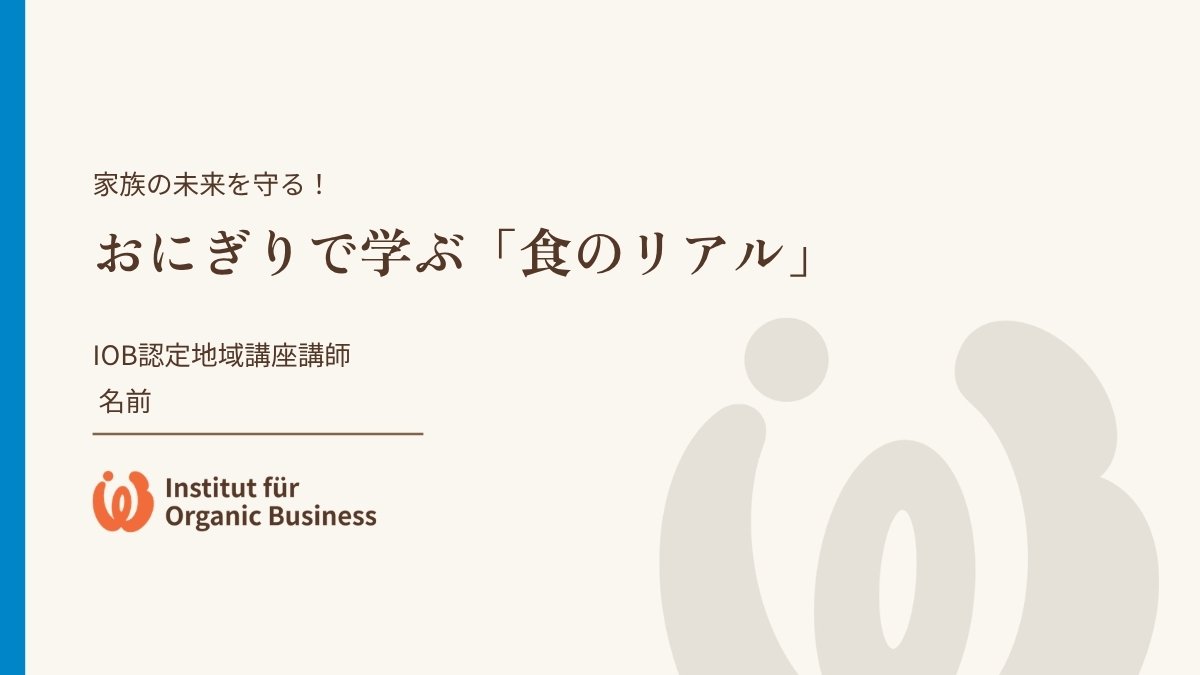 家族の未来を守る！
おにぎりで学ぶ「食のリアル」
IOB認定地域講座講師
名前
Institut für
Organic Business